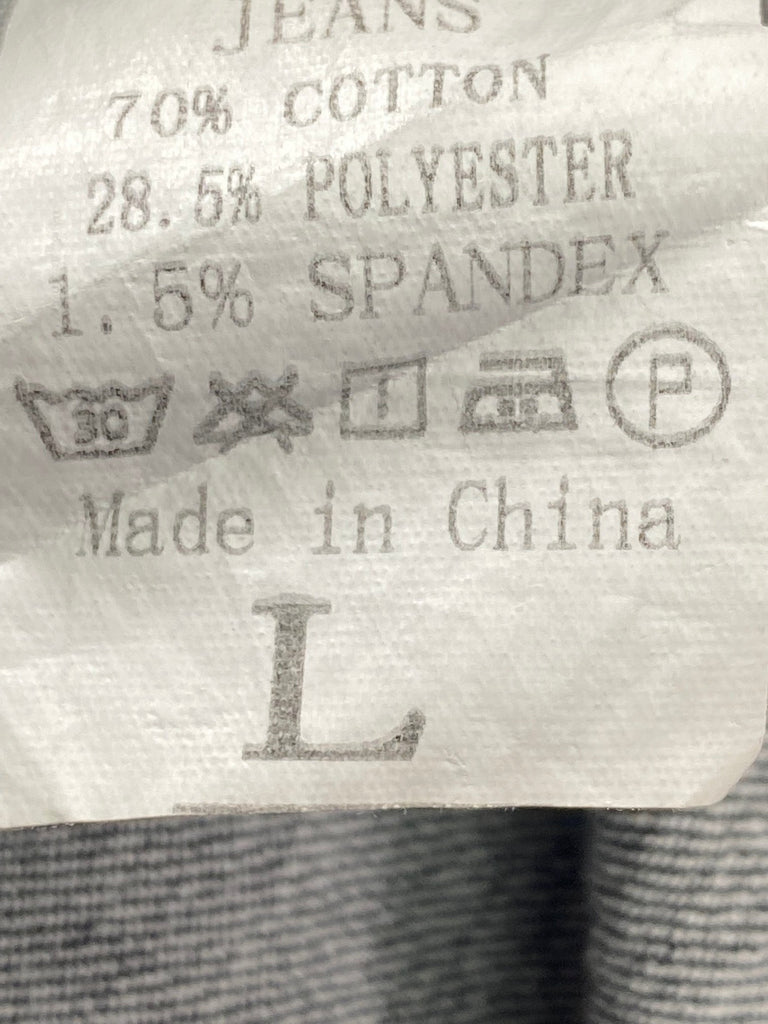 JEANS
70% COTTON
28.5% POLYESTER
1.5% SPANDEX
30 P
Made in China
L